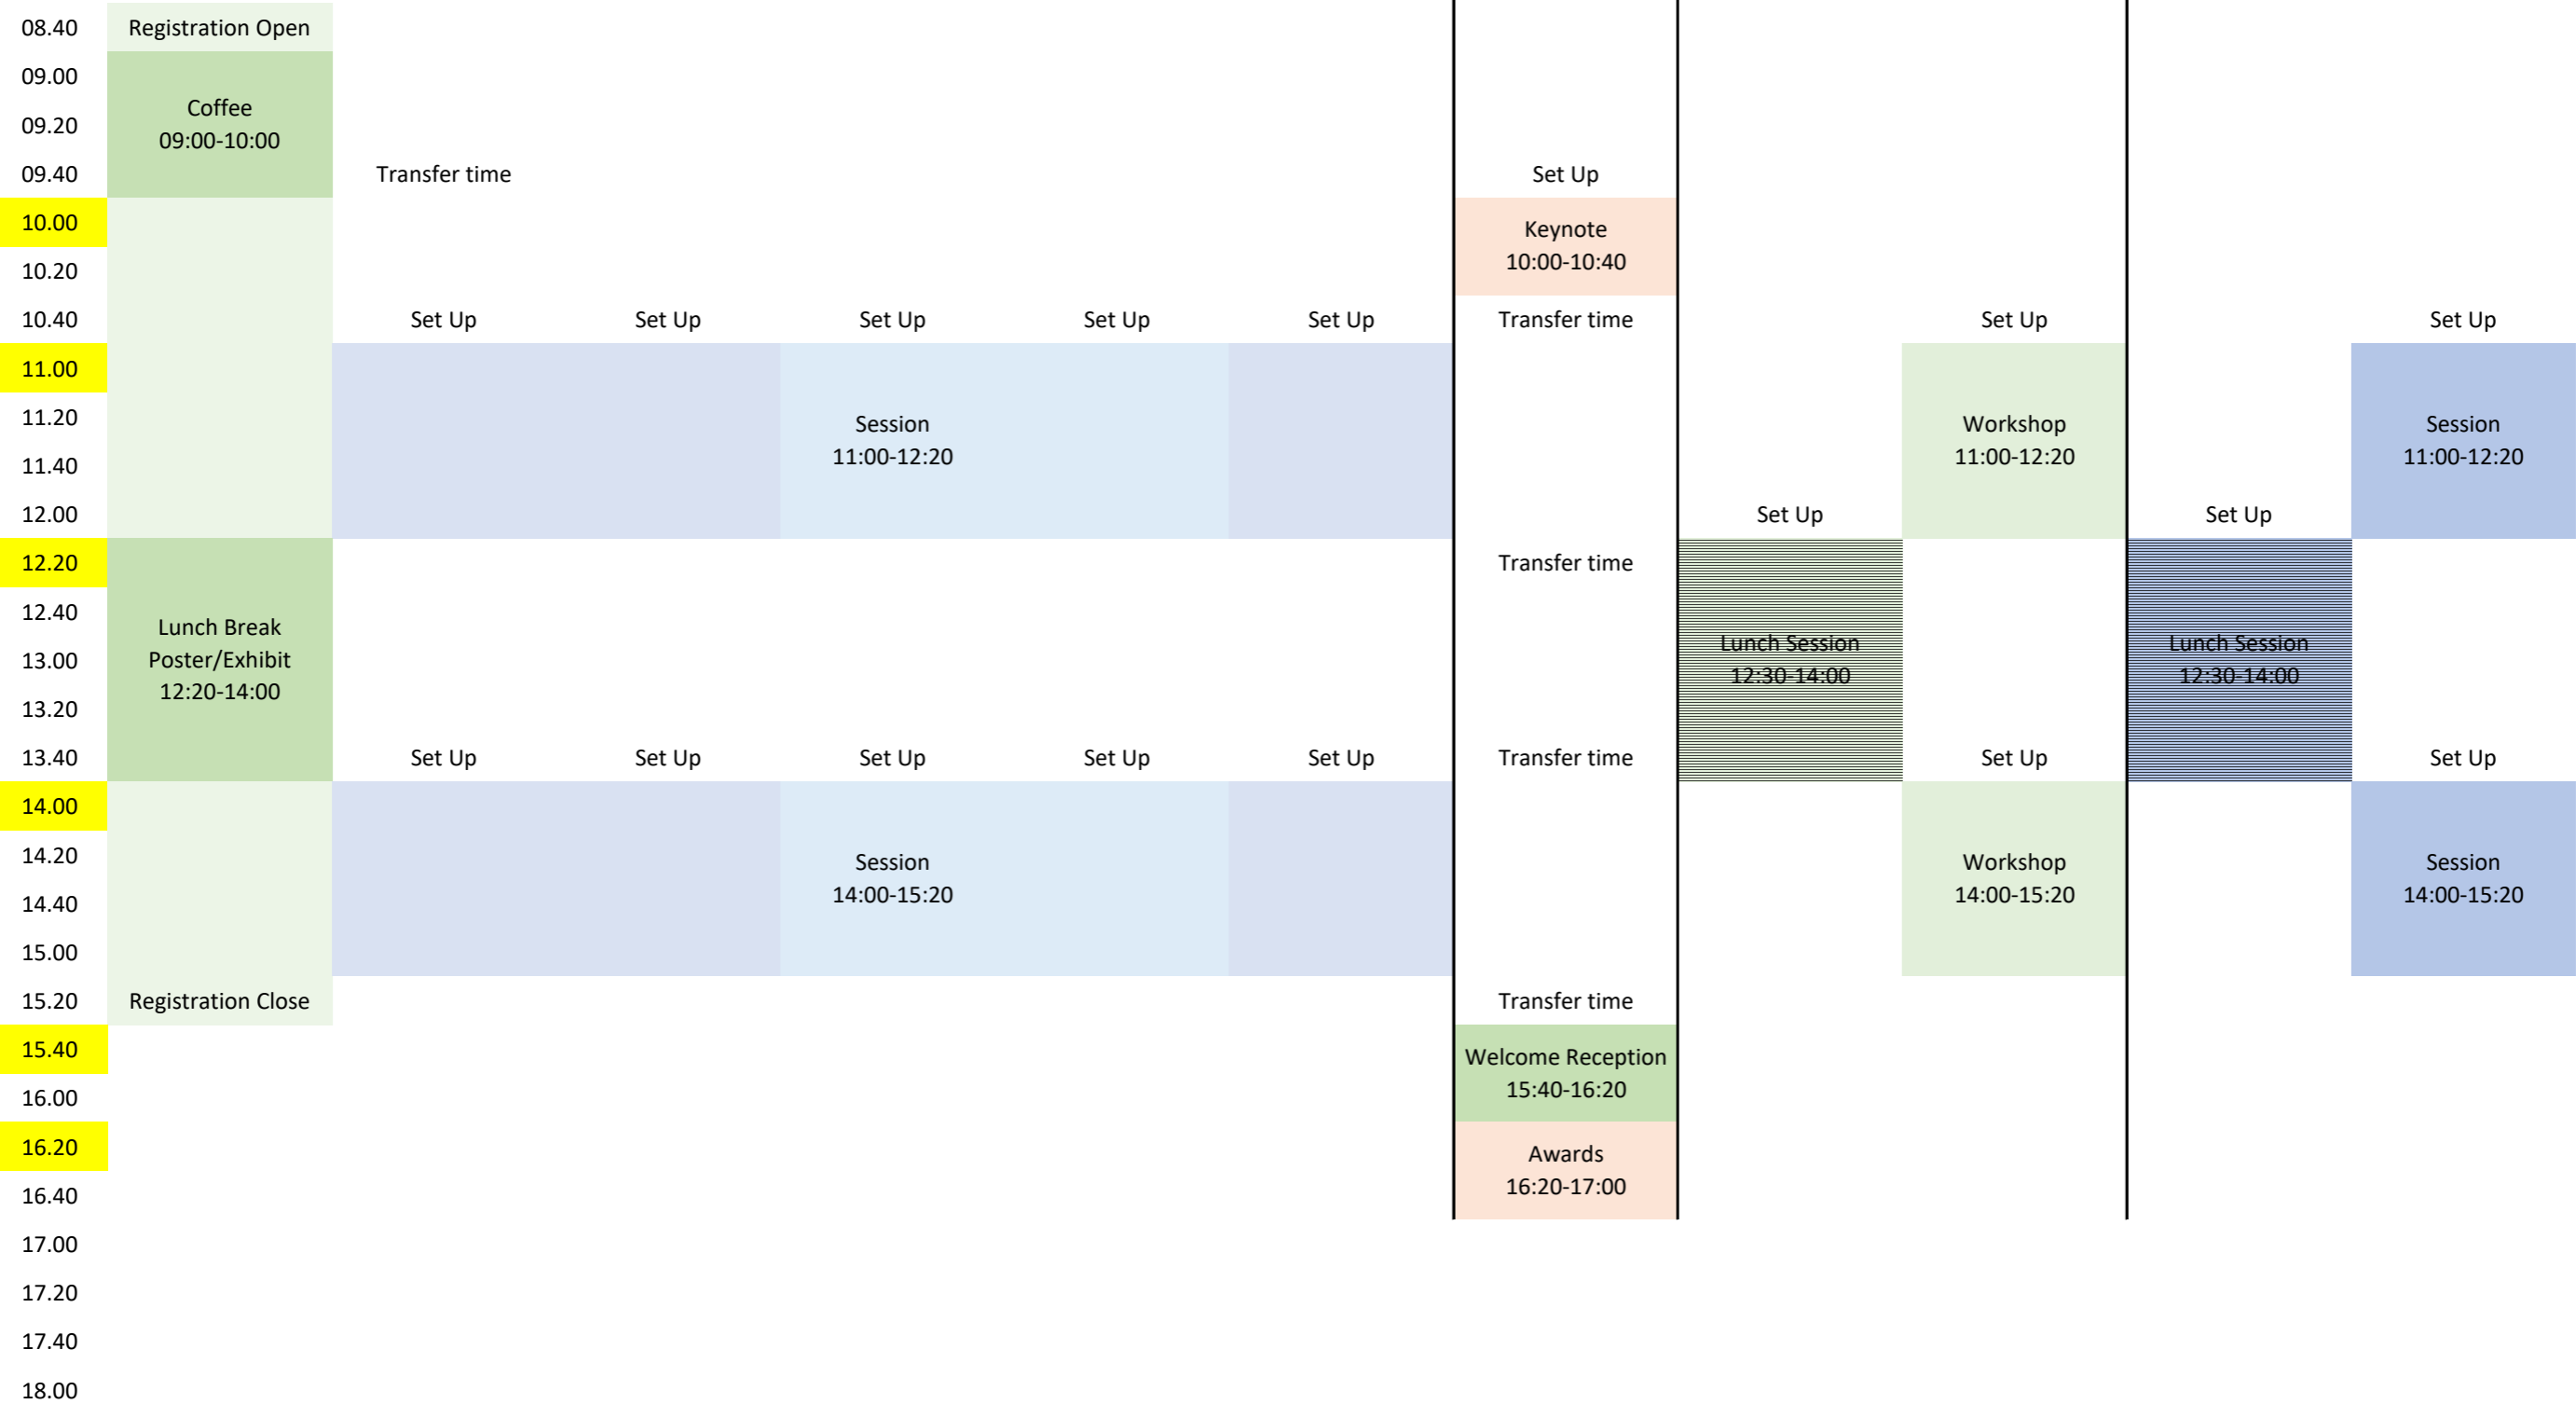 08.40 Registration Open
09.00
Coffee
09.20
09:00-10:00
09.40 Transfer time Set Up
10.00
Keynote
10.20
10:00-10:40
10.40 Set Up Set Up Set Up Set Up Set Up Transfer time Set Up Set Up
11.00
11.20
Session Workshop Session
11.40
11:00-12:20 11:00-12:20 11:00-12:20
12.00 Set Up Set Up
12.20 Transfer time
12.40
Lunch Break
Lunch Session Lunch Session
13.00
Poster/Exhibit
12:30-14:00 12:30-14:00
12:20-14:00
13.20
13.40 Set Up Set Up Set Up Set Up Set Up Transfer time Set Up Set Up
14.00
14.20
Session Workshop Session
14.40
14:00-15:20 14:00-15:20 14:00-15:20
15.00
15.20 Registration Close Transfer time
15.40
Welcome Reception
15:40-16:20
16.00
16.20
Awards
16:20-17:00
16.40
17.00
17.20
17.40
18.00